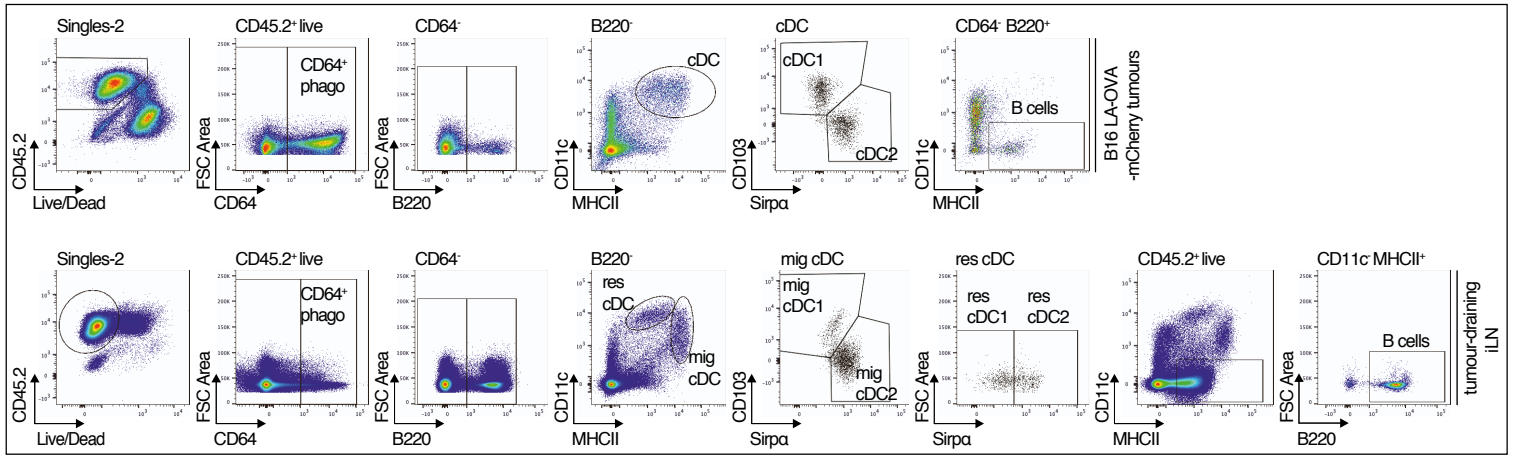 Singles-2
CD45.2⁺ live
CD64⁻
B220⁻
cDC
CD64⁻ B220⁺
CD64⁺
phago
cDC
cDC1
cDC2
B cells
B16 LA-OVA
-mCherry tumours
CD45.2
FSC Area
FSC Area
CD11c
CD103
CD11c
Live/Dead
CD64
B220
MHCII
Sirpα
MHCII
Singles-2
CD45.2⁺ live
CD64⁻
B220⁻
mig cDC
res cDC
CD45.2⁺ live
CD11c⁻ MHCII⁺
CD64⁺
phago
res
cDC
mig
cDC
mig
cDC1
mig
cDC2
res
cDC1
res
cDC2
B cells
tumour-draining
iLN
CD45.2
FSC Area
FSC Area
CD11c
CD103
FSC Area
CD11c
FSC Area
Live/Dead
CD64
B220
MHCII
Sirpα
Sirpα
MHCII
B220